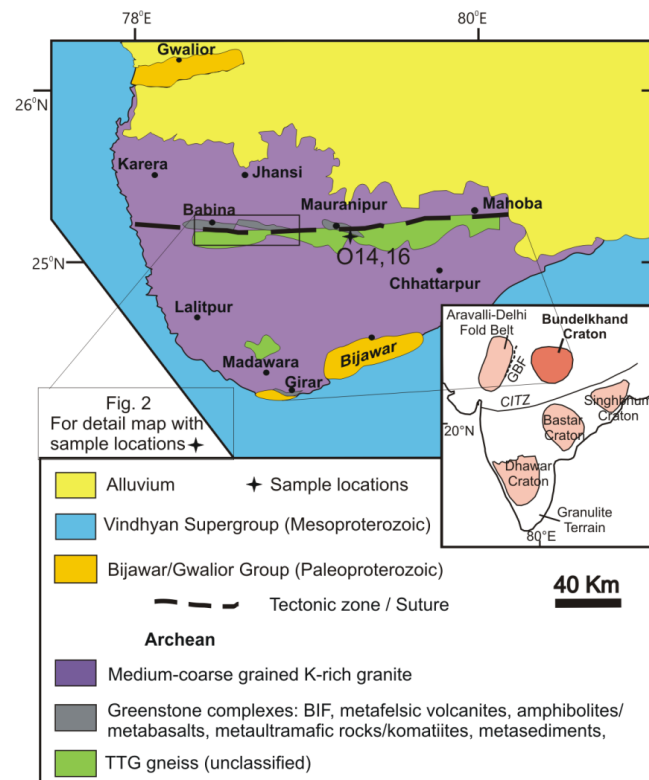 78°E
80°E
Gwalior
26°N
Karera
Jhansi
Babina
Mauranipur
Mahoba
O14,16
25°N
Chhattarpur
Lalitpur
Madawara
Bijawar
Girar
Aravalli-Delhi
Fold Belt
Bundelkhand
Craton
GBF
CITZ
Singhbhum
Craton
20°N
Bastar
Craton
Dhawar
Craton
Granulite
Terrain
80°E
Fig. 2
For detail map with
sample locations
Alluvium
Sample locations
Vindhyan Supergroup (Mesoproterozoic)
Bijawar/Gwalior Group (Paleoproterozoic)
40 Km
Tectonic zone / Suture
Archean
Medium-coarse grained K-rich granite
Greenstone complexes: BIF, metafelsic volcanites, amphibolites/
metabasalts, metaultramafic rocks/komatiites, metasediments,
TTG gneiss (unclassified)